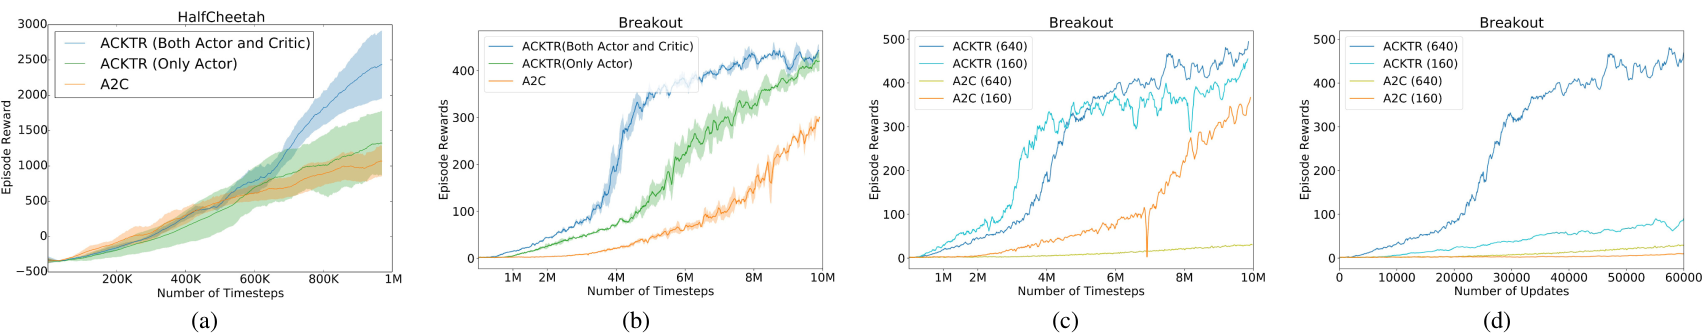 HalfCheetah
3000
2500
2000
1500
1000
500
0
−500
Episode Reward
ACKTR (Both Actor and Critic)
ACKTR (Only Actor)
A2C
200K 400K 600K 800K 1M
Number of Timesteps
(a)
Breakout
400
300
200
100
0
Episode Rewards
ACKTR(Both Actor and Critic)
ACKTR(Only Actor)
A2C
1M 2M 4M 6M 8M 10M
Number of Timesteps
(b)
Breakout
500
400
300
200
100
0
Episode Rewards
ACKTR (640)
ACKTR (160)
A2C (640)
A2C (160)
1M 2M 4M 6M 8M 10M
Number of Timesteps
(c)
Breakout
500
400
300
200
100
0
Episode Rewards
ACKTR (640)
ACKTR (160)
A2C (640)
A2C (160)
0 10000 20000 30000 40000 50000 60000
Number of Updates
(d)